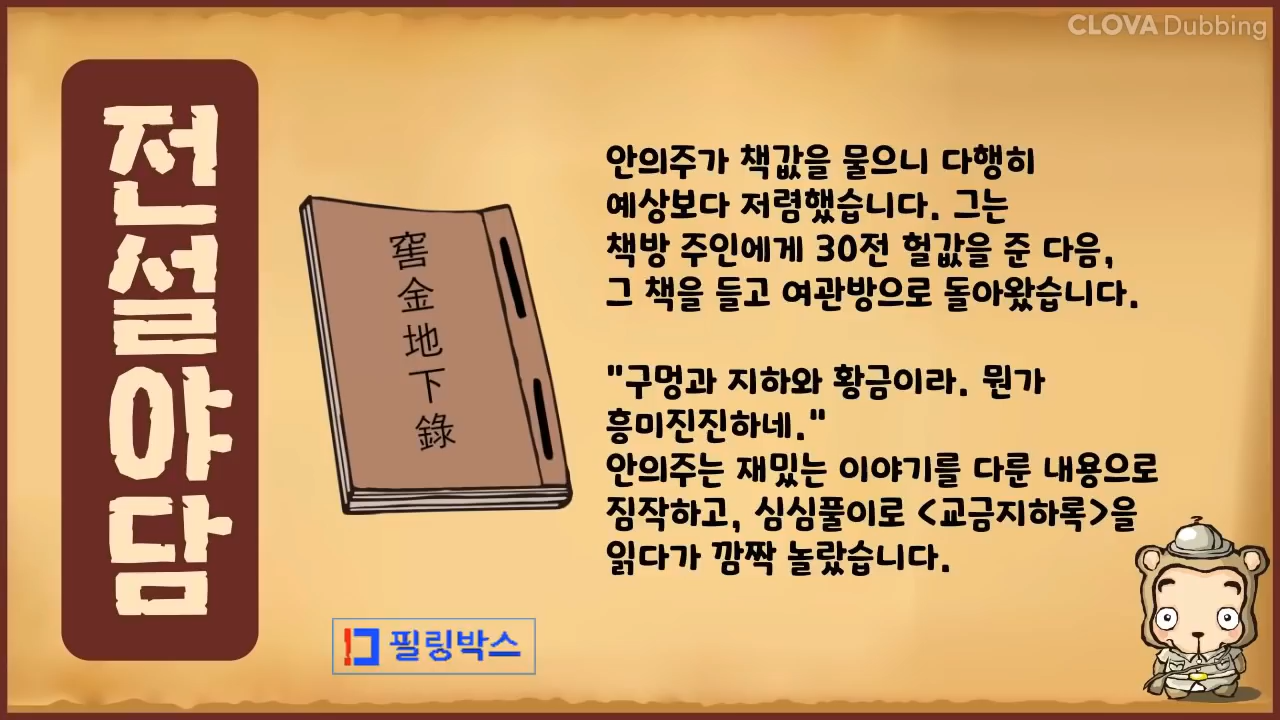 CLOVA Dubbing
전설야담
窖金地下錄
안의주가 책값을 물으니 다행히
예상보다 저렴했습니다. 그는
책방 주인에게 30전 헐값을 준 다음,
그 책을 들고 여관방으로 돌아왔습니다.
"구멍과 지하와 황금이라. 뭔가
흥미진진하네."
안의주는 재밌는 이야기를 다룬 내용으로
짐작하고, 심심풀이로 <교금지하록>을
읽다가 깜짝 놀랐습니다.
필링박스